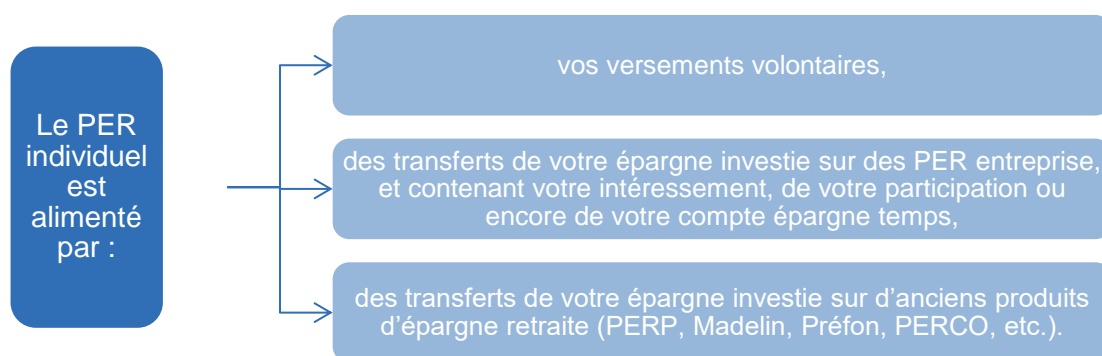 Le PER
individuel
est
alimenté
par :
vos versements volontaires,
des transferts de votre épargne investie sur des PER entreprise,
et contenant votre intéressement, de votre participation ou
encore de votre compte épargne temps,
des transferts de votre épargne investie sur d’anciens produits
d’épargne retraite (PERP, Madelin, Préfon, PERCO, etc.).